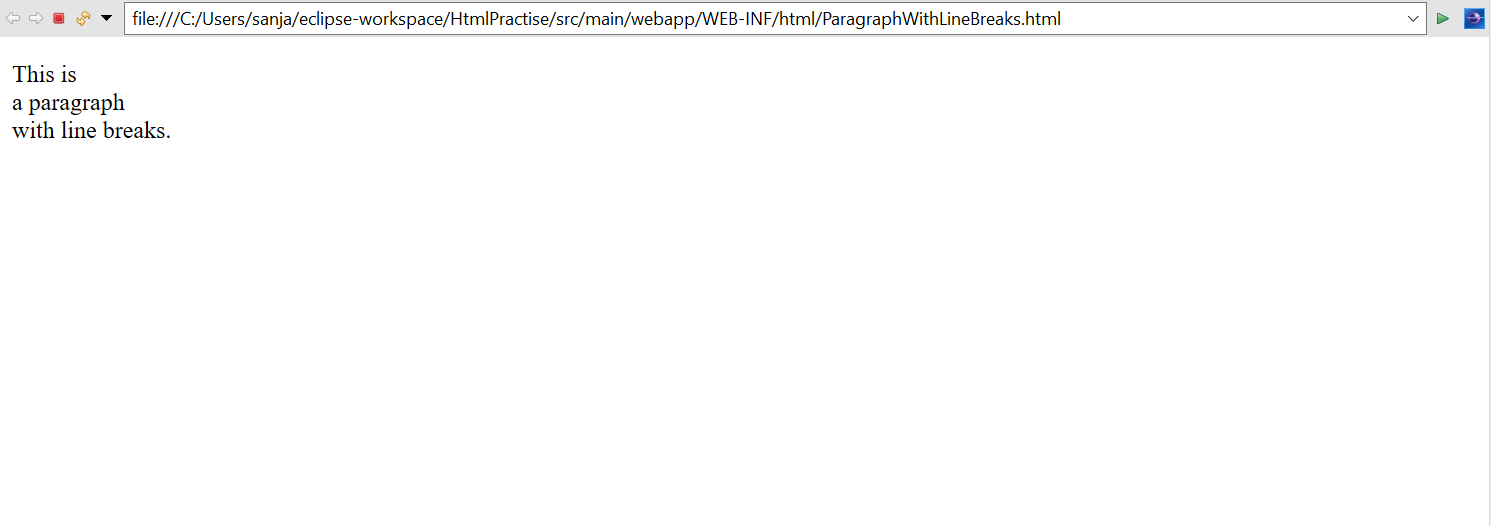 file:///C:/Users/sanja/eclipse-workspace/HtmlPractise/src/main/webapp/WEB-INF/html/ParagraphWithLineBreaks.html
This is
a paragraph
with line breaks.